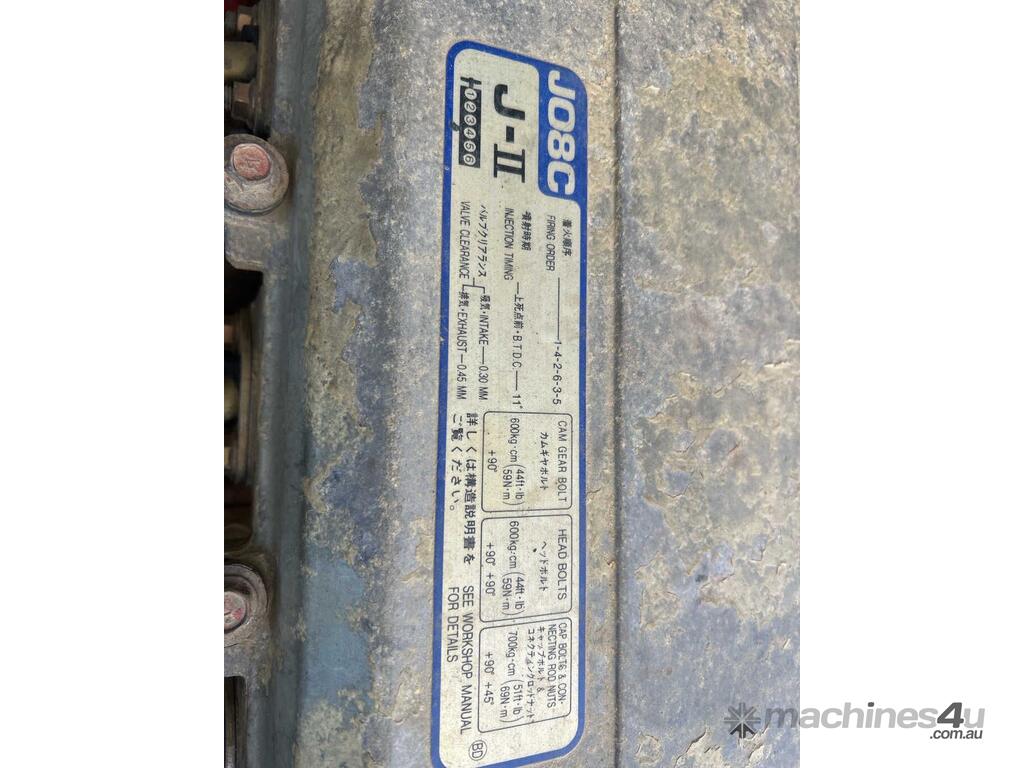 J08C
J-II
123456
着火順序
FIRING ORDER 1-4-2-6-3-5
噴射時期
INJECTION TIMING 上死点前・B.T.D.C. 11°
バルブクリアランス
VALVE CLEARANCE
吸気・INTAKE 0.30 MM
排気・EXHAUST 0.45 MM
CAM GEAR BOLT
カムギヤボルト
600kg・cm (44ft・lb 59N・m)
+90°
HEAD BOLTS
ヘッドボルト
600kg・cm (44ft・lb 59N・m)
+90° +90°
CAP BOLTS & CON-
NECTING ROD NUTS
キャップボルト &
コネクティングロッドナット
700kg・cm (51ft・lb 69N・m)
+90° +45°
詳しくは構造説明書を
ご覧ください。
SEE WORKSHOP MANUAL
FOR DETAILS
BD
machines4u
.com.au